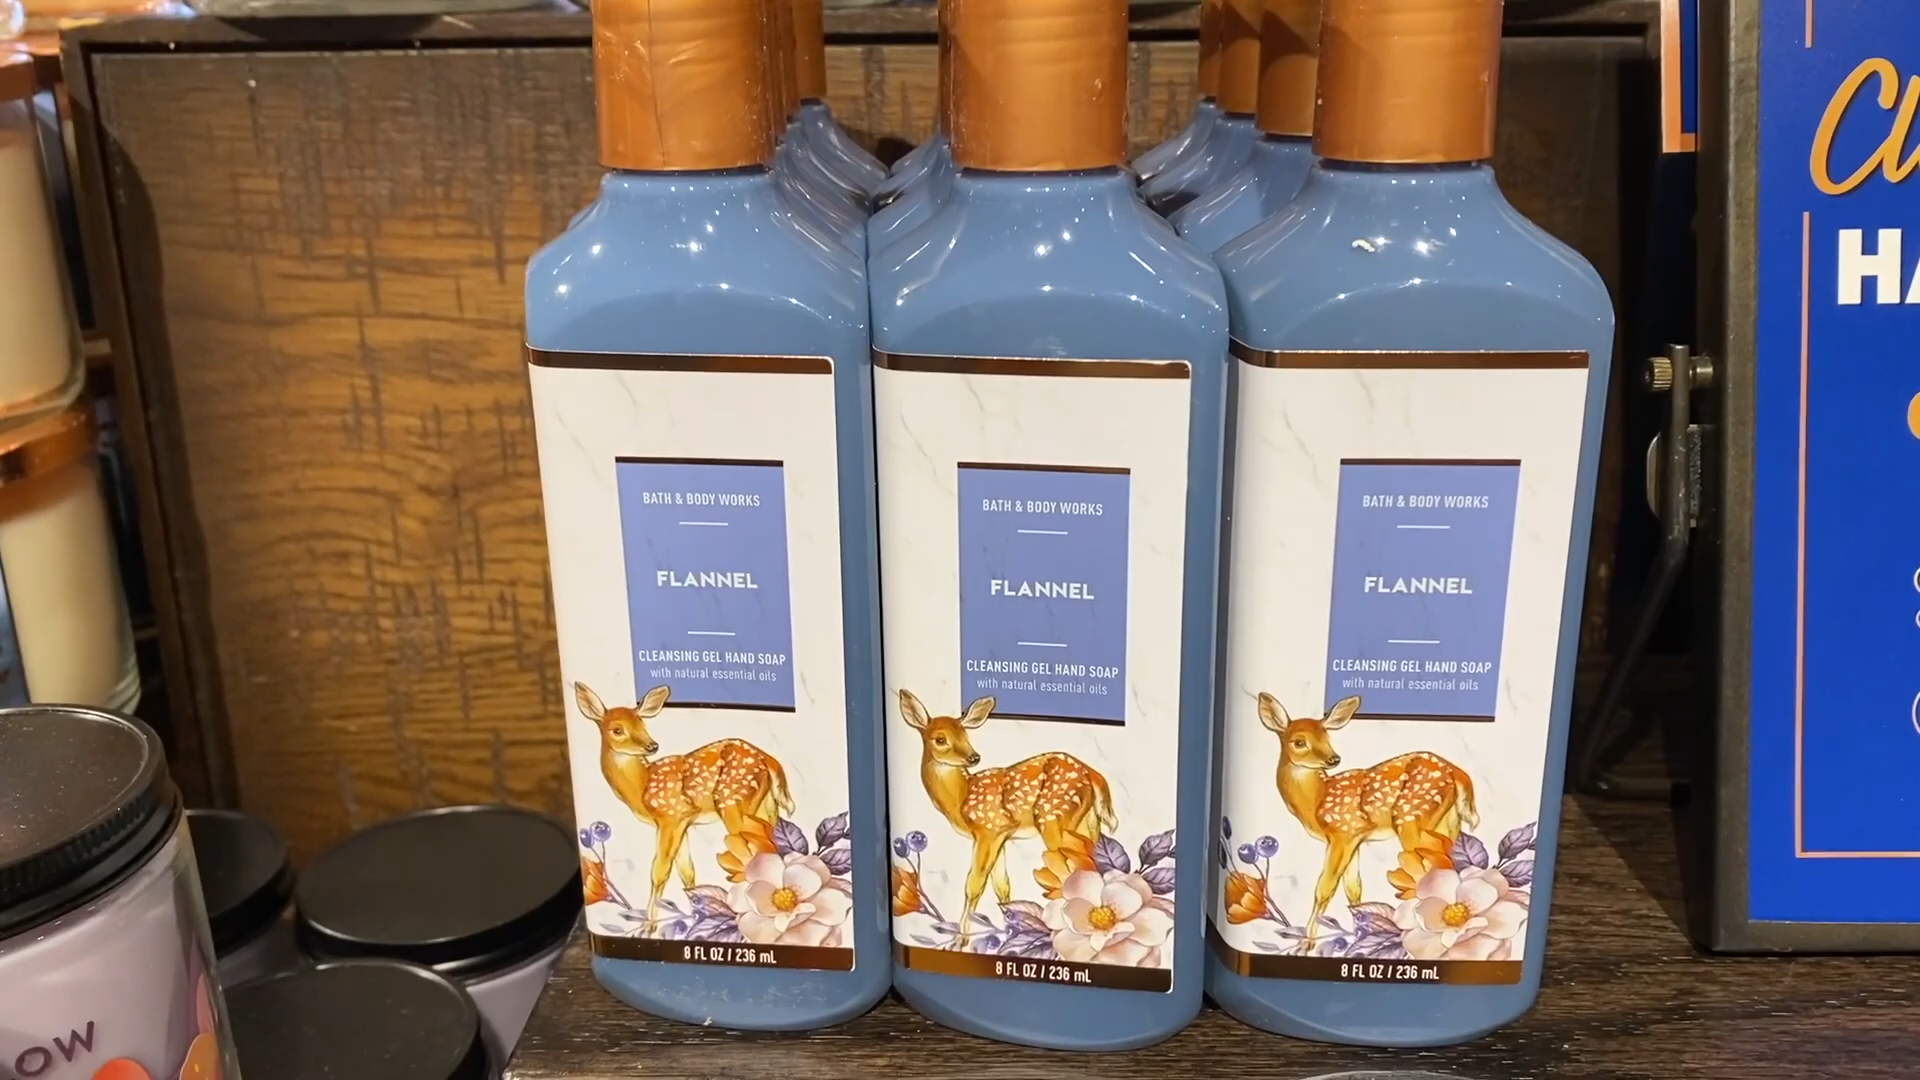 BATH & BODY WORKS
FLANNEL
CLEANSING GEL HAND SOAP
with natural essential oils
8 FL OZ / 236 mL
BATH & BODY WORKS
FLANNEL
CLEANSING GEL HAND SOAP
with natural essential oils
8 FL OZ / 236 mL
BATH & BODY WORKS
FLANNEL
CLEANSING GEL HAND SOAP
with natural essential oils
8 FL OZ / 236 mL